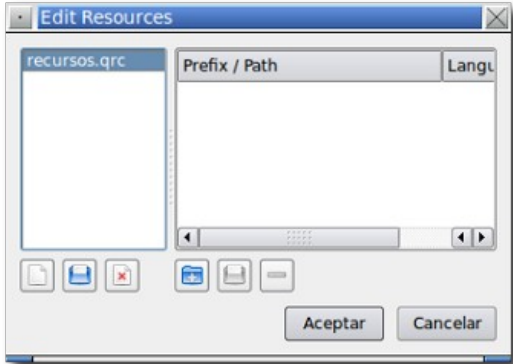 Edit Resources
recursos.qrc
Prefix / Path
Langu
Aceptar
Cancelar